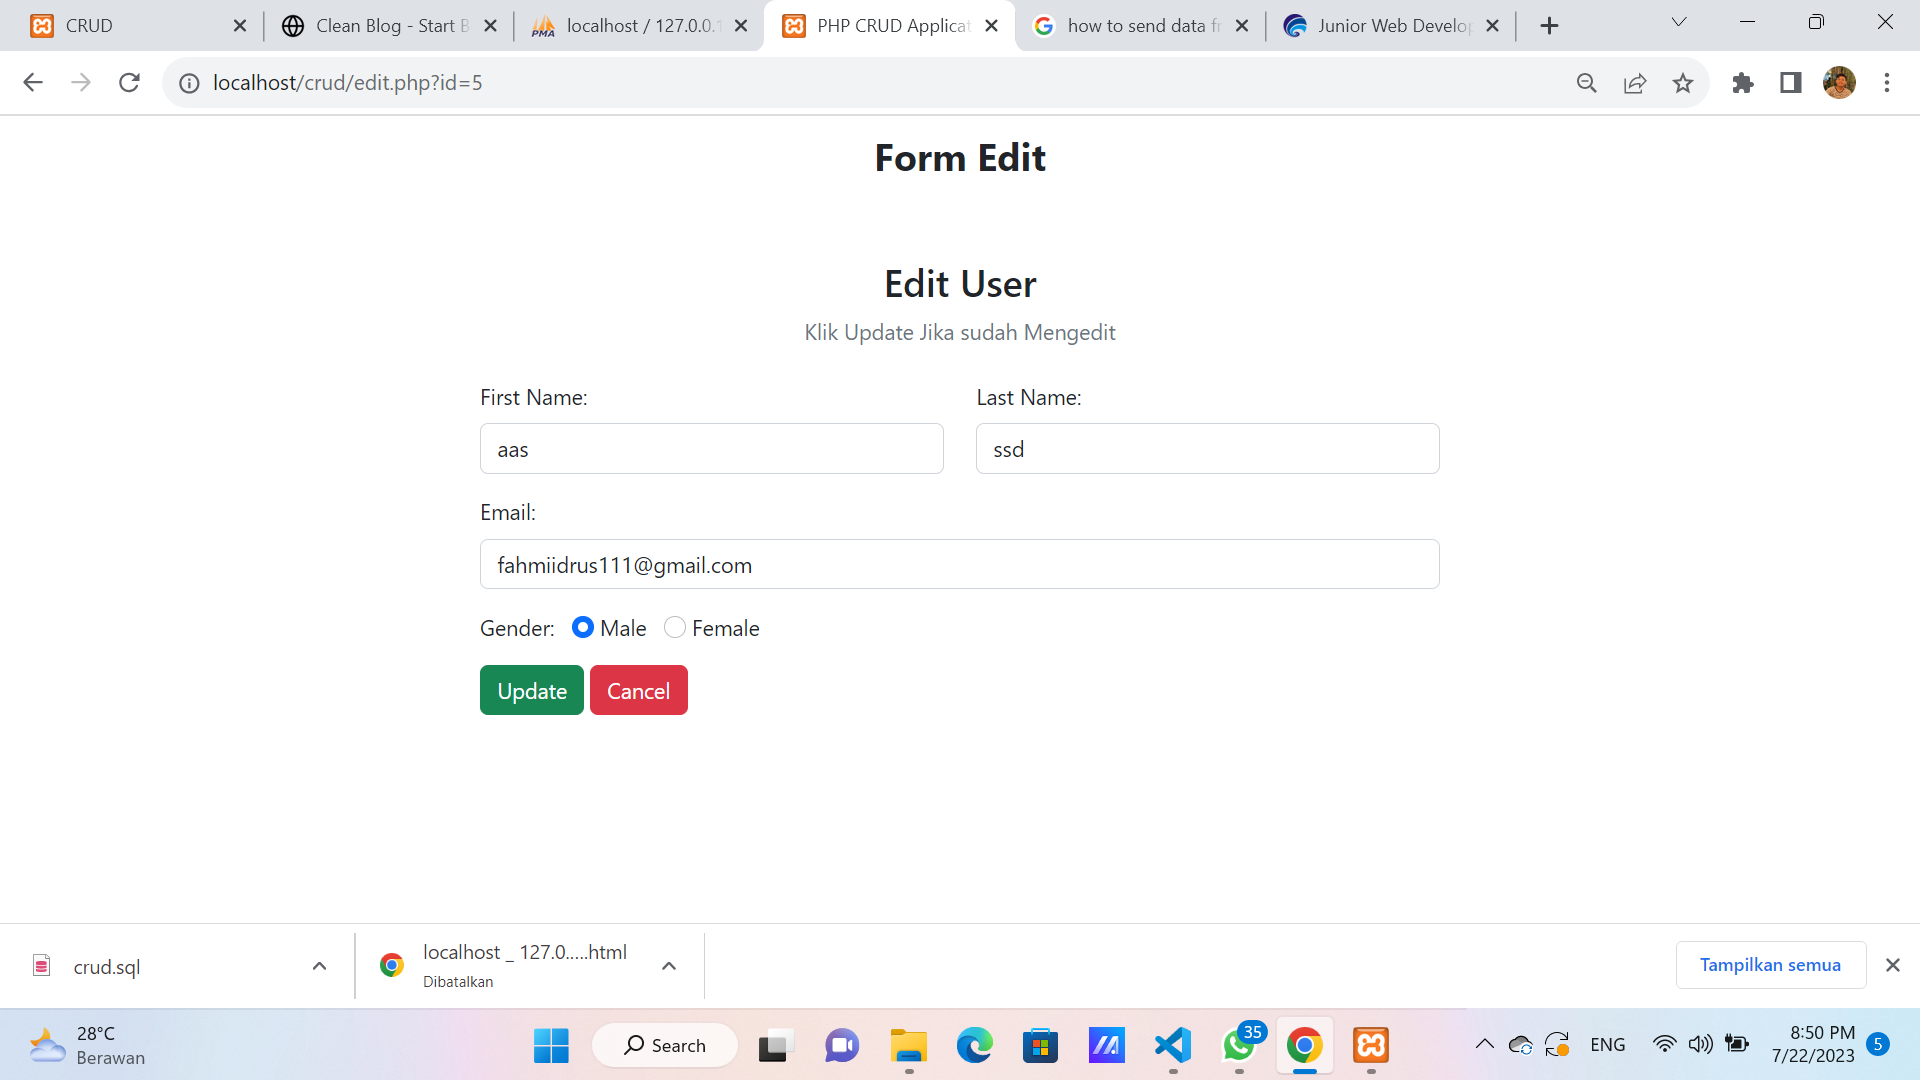 CRUD
Clean Blog - Start B
localhost / 127.0.0.1
PHP CRUD Applicat
how to send data fr
Junior Web Develop
localhost/crud/edit.php?id=5
Form Edit
Edit User
Klik Update Jika sudah Mengedit
First Name:
Last Name:
aas
ssd
Email:
fahmiidrus111@gmail.com
Gender: Male Female
Update Cancel
crud.sql
localhost _ 127.0.....html
Dibatalkan
Tampilkan semua
28°C
Berawan
Search
35
ENG
8:50 PM
7/22/2023
5
PMA